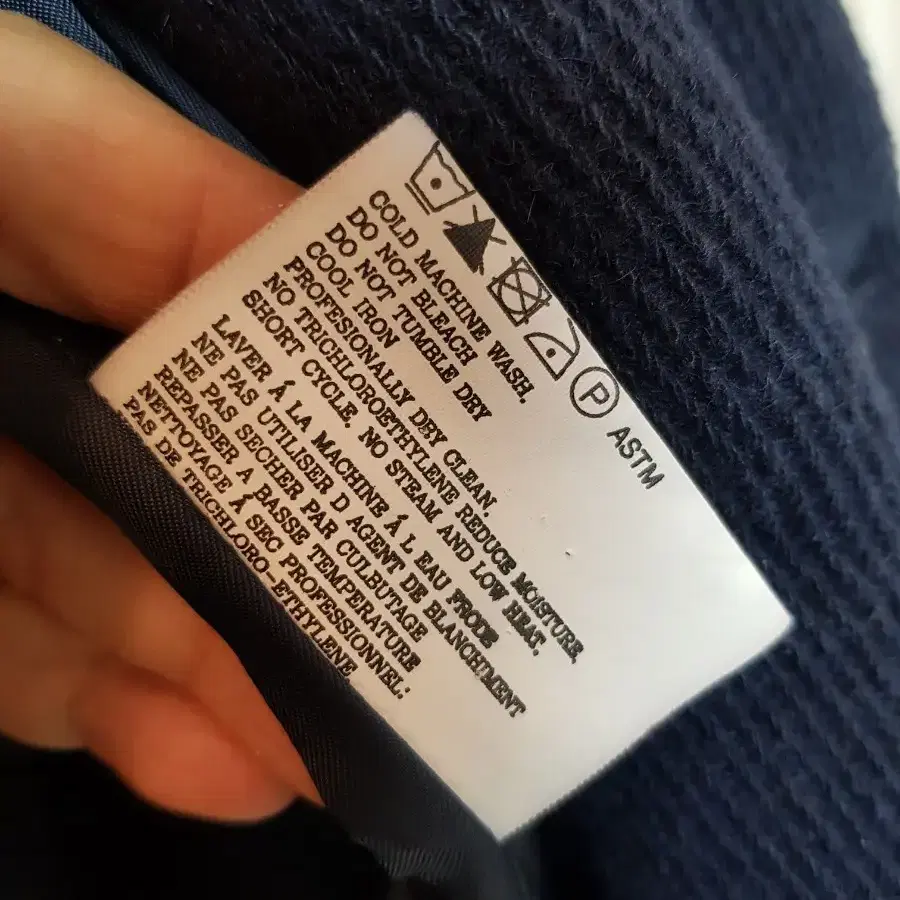 P ASTM
COLD MACHINE WASH.
DO NOT BLEACH
DO NOT TUMBLE DRY
COOL IRON
PROFESIONALLY DRY CLEAN.
NO TRICHLOROETHYLENE REDUCE MOISTURE,
SHORT CYCLE. NO STEAM AND LOW HEAT.
LAVER Á LA MACHINE Á L EAU FRODE
NE PAS UTILISER D AGENT DE BLANCHIMENT
NE PAS SECHER PAR CULBUTAGE
REPASSER A BASSE TEMPERATURE
NETTOYAGE Á SEC PROFESSIONNEL:
PAS DE TRICHLORO-ETHYLENE